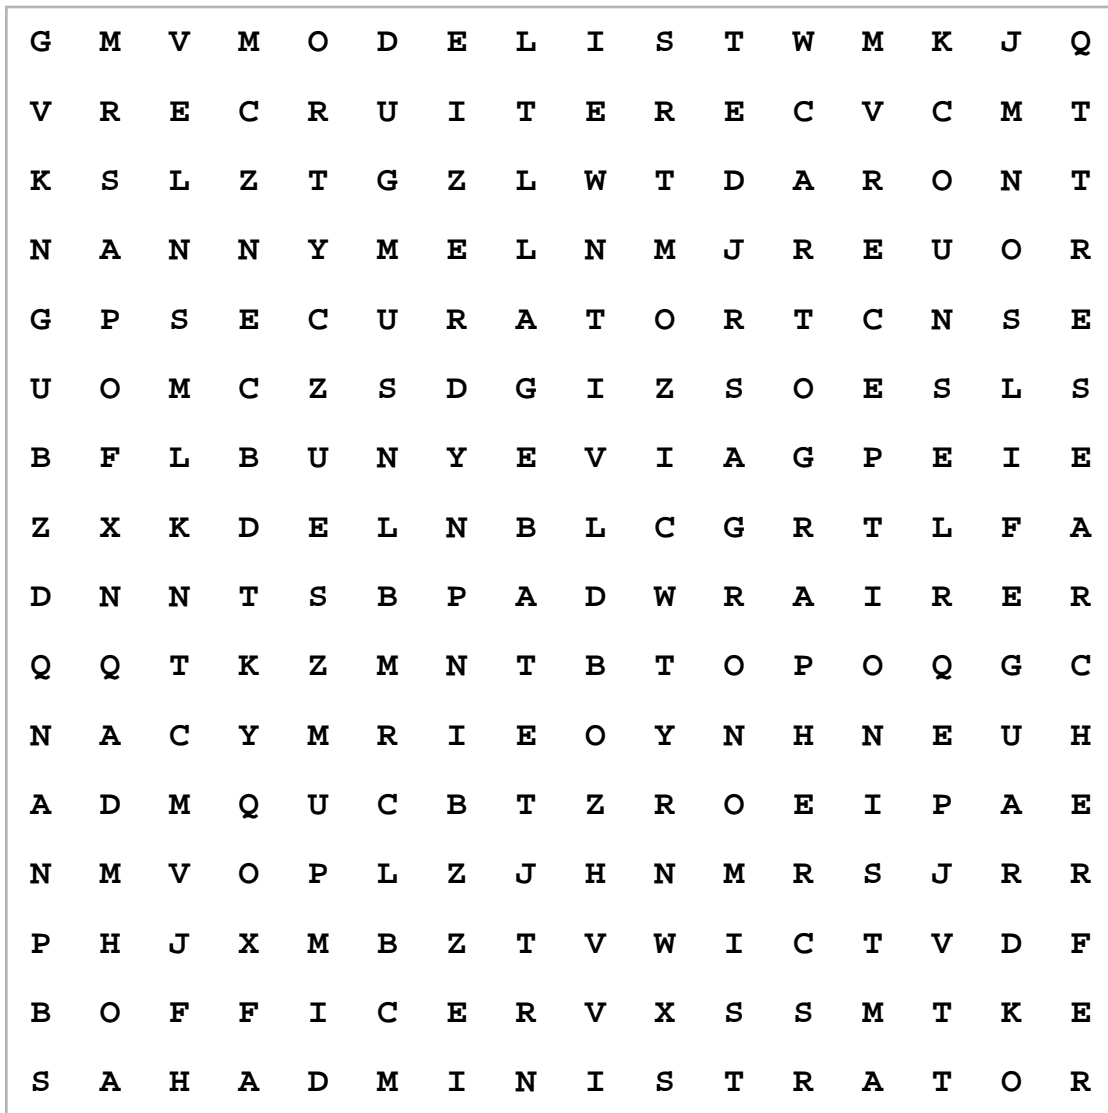 G M V M O D E L I S T W M K J Q
V R E C R U I T E R E C V C M T
K S L Z T G Z L W T D A R O N T
N A N N Y M E L N M J R E U O R
G P S E C U R A T O R T C N S E
U O M C Z S D G I Z S O E S L S
B F L B U N Y E V I A G P E I E
Z X K D E L N B L C G R T L F A
D N N T S B P A D W R A I R E R
Q Q T K Z M N T B T O P O Q G C
N A C Y M R I E O Y N H N E U H
A D M Q U C B T Z R O E I P A E
N M V O P L Z J H N M R S J R R
P H J X M B Z T V W I C T V D F
B O F F I C E R V X S S M T K E
S A H A D M I N I S T R A T O R